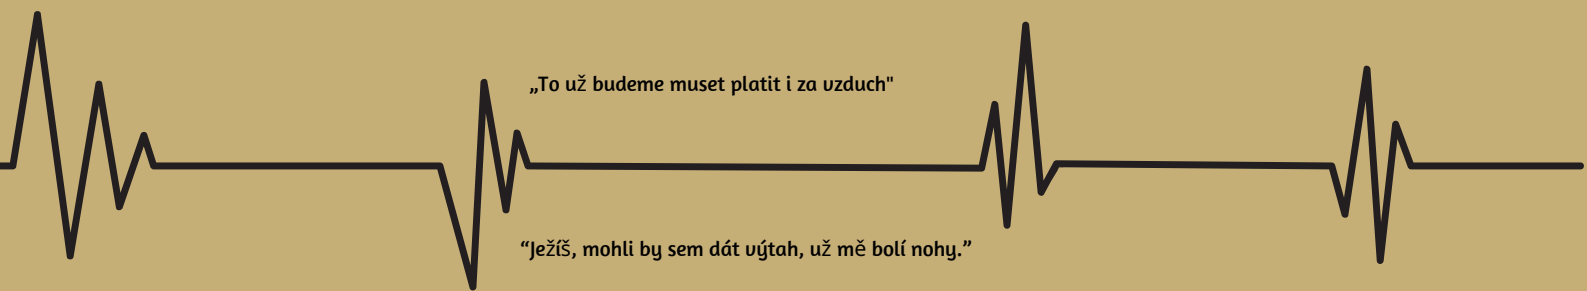 „To už budeme muset platit i za vzduch"
“Ježíš, mohli by sem dát výtah, už mě bolí nohy.”